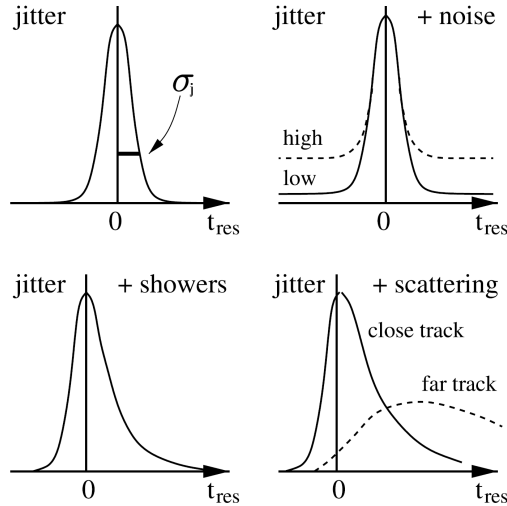 jitter
σj
0
tres
jitter + noise
high
low
0
tres
jitter + showers
0
tres
jitter + scattering
close track
far track
0
tres